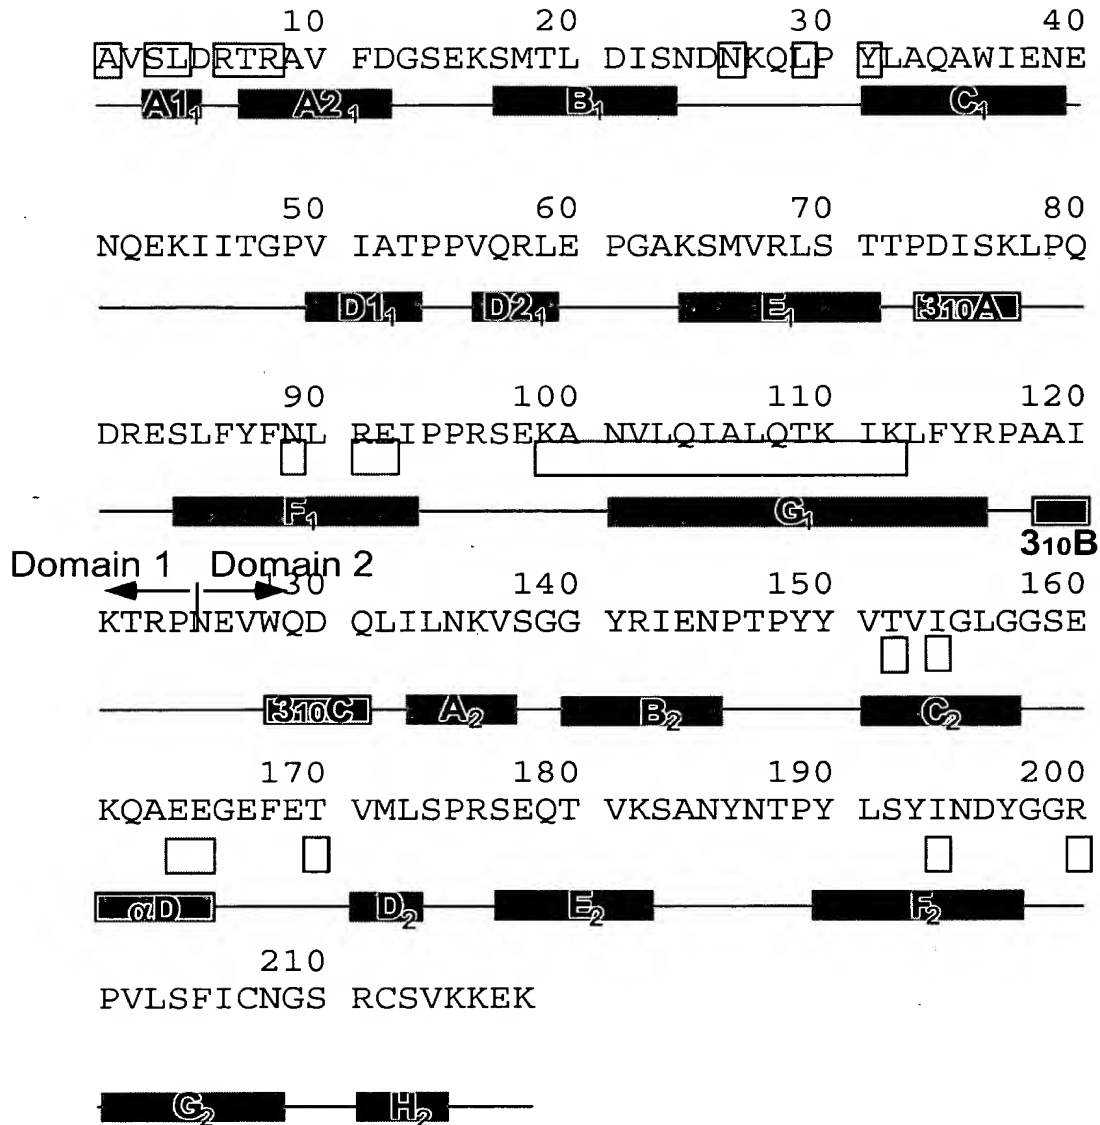 10 20 30 40
AVSLDRTRAV FDGSEKSMTL DISNDNKQLP YLAQAWIENE
A1₁ A2₁ B₁ C₁
50 60 70 80
NQEKIITGPV IATPPVQRLE PGAKSMVRLS TTPDISKLPQ
D1₁ D2₁ E₁ 3₁₀A
90 100 110 120
DRESLFYFNL REIPPRSEKA NVLQIALQTK IKLFYRPAAI
F₁ G₁ 3₁₀B
Domain 1 Domain 2
130 140 150 160
KTRPNEVWQD QLILNKVSGG YRIENPTPYY VTVIGLGGSE
3₁₀C A₂ B₂ C₂
170 180 190 200
KQAEEGEFET VMLSPRSEQT VKSANYNTPY LSYINDYGGR
αD D₂ E₂ F₂
210
PVLSFICNGS RCSVKKEK
G₂ H₂